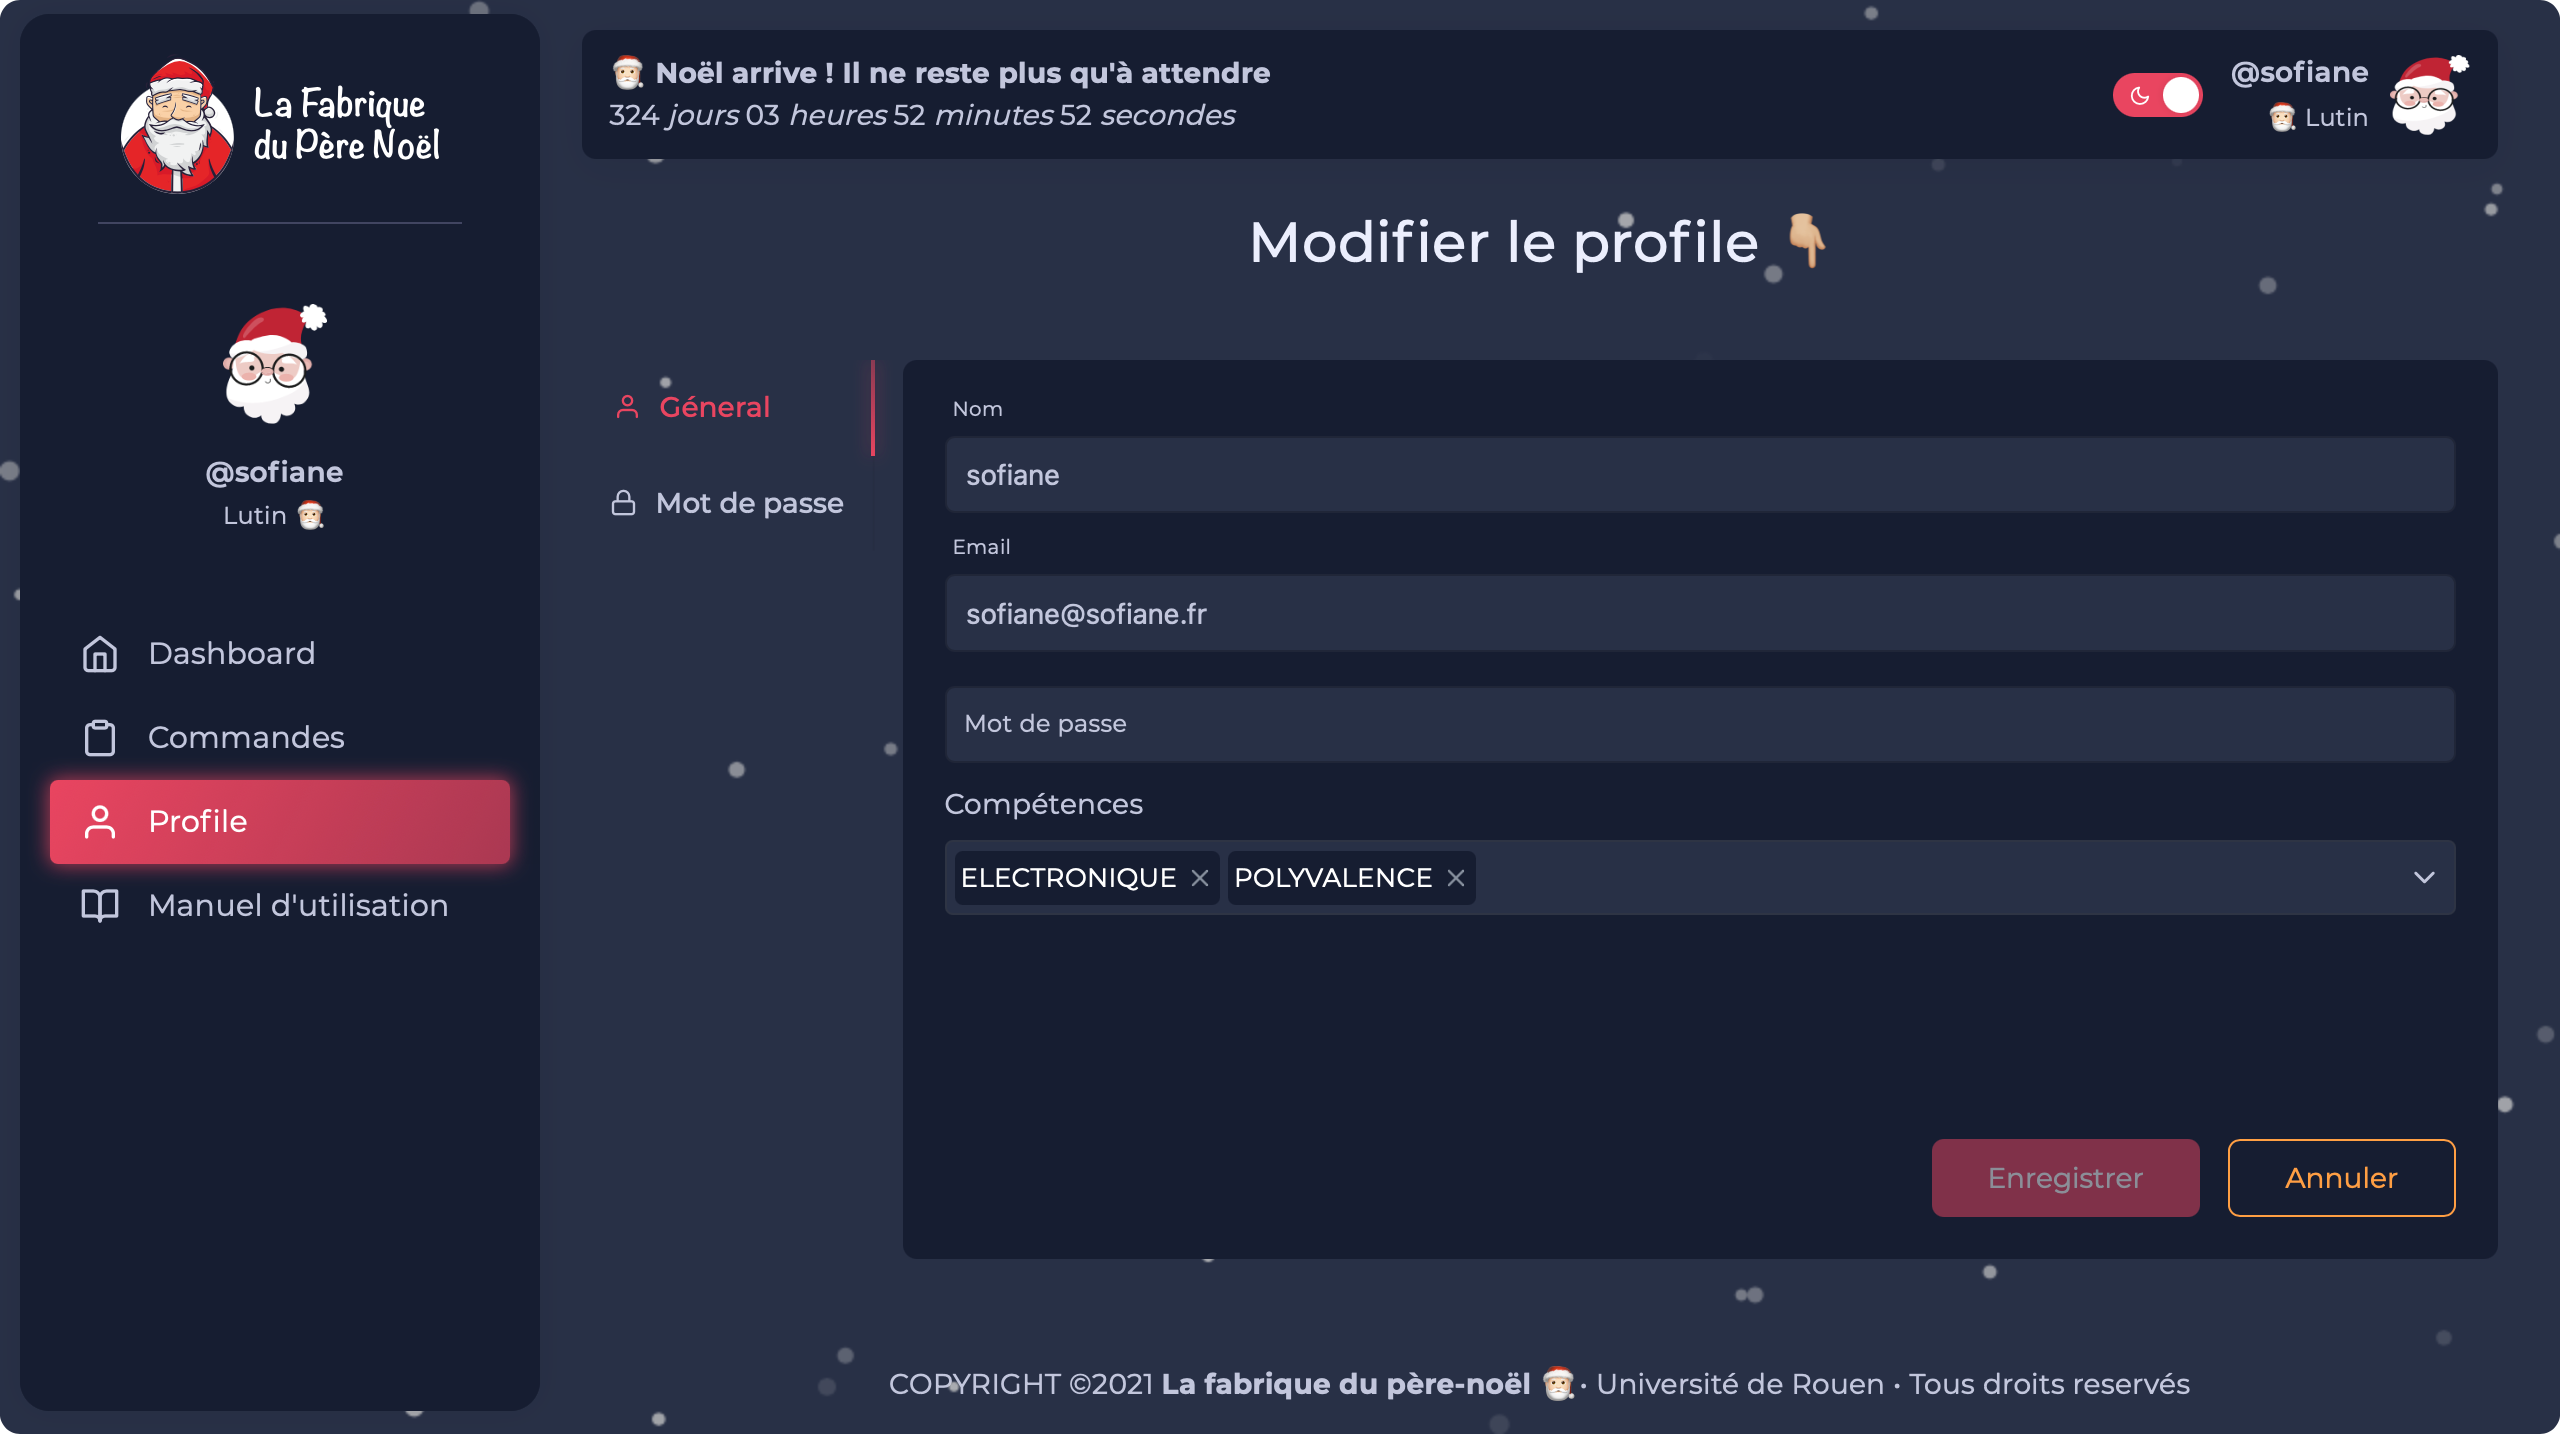 La Fabrique
du Père Noël
@sofiane
Lutin 🎅🏻
Dashboard
Commandes
Profile
Manuel d'utilisation
🎅🏻 Noël arrive ! Il ne reste plus qu'à attendre
324 jours 03 heures 52 minutes 52 secondes
@sofiane
🎅🏻 Lutin
Modifier le profile 👇🏼
Géneral
Mot de passe
Nom
sofiane
Email
sofiane@sofiane.fr
Mot de passe
Compétences
ELECTRONIQUE POLYVALENCE
Enregistrer
Annuler
COPYRIGHT ©2021 La fabrique du père-noël 🎅🏻 • Université de Rouen • Tous droits reservés